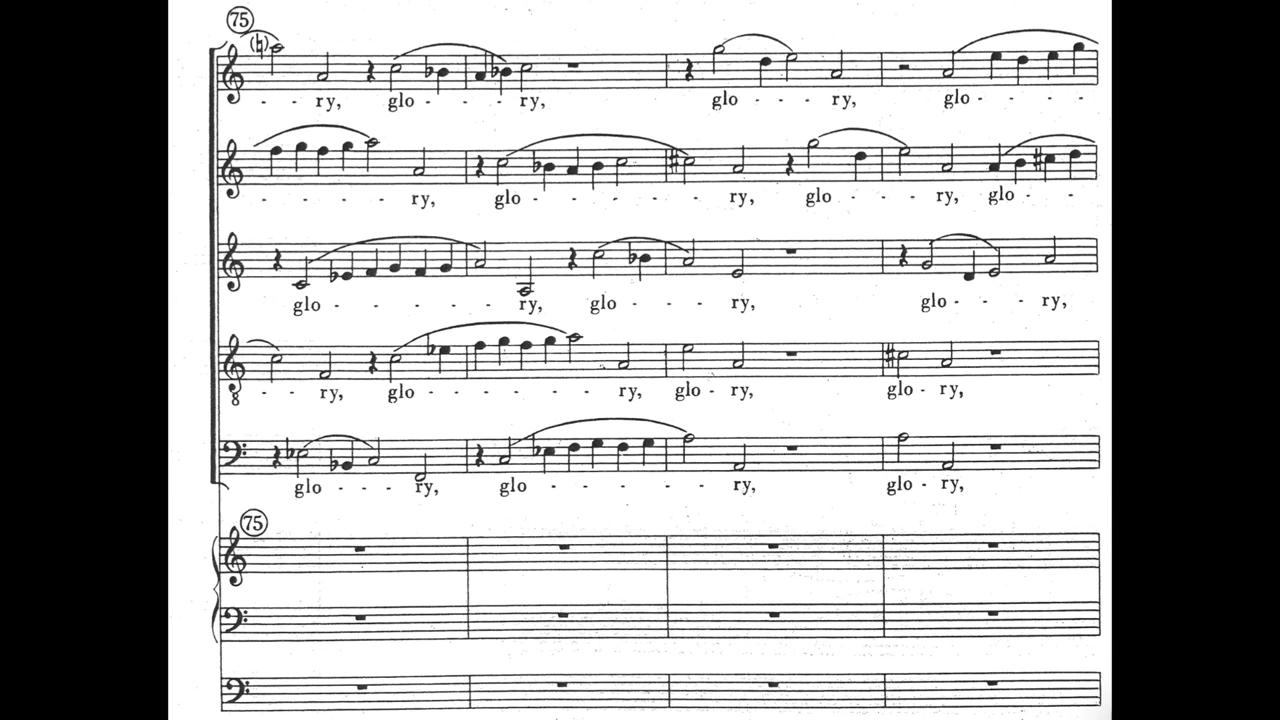 75
- - ry, glo - - - ry, glo - - - ry, glo - - - -
- - - - - ry, glo - - - - - ry, glo - - - ry, glo - - -
glo - - - - - - ry, glo - - - ry, glo - - - ry,
8
- - ry, glo - - - - - - ry, glo - ry, glo - ry,
glo - - - ry, glo - - - - - - ry, glo - ry,
75